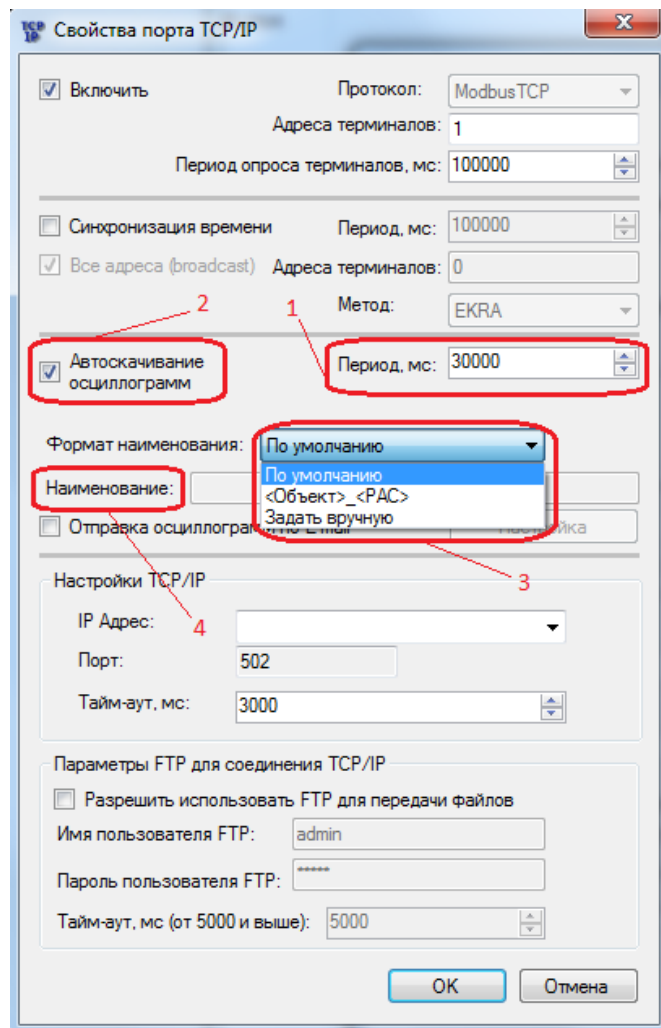 TCP IP Свойства порта TCP/IP
Включить Протокол: ModbusTCP
Адреса терминалов: 1
Период опроса терминалов, мс: 100000
Синхронизация времени Период, мс: 100000
Все адреса (broadcast) Адреса терминалов: 0
2 1 Метод: EKRA
Автоскачивание
осциллограмм
Период, мс: 30000
Формат наименования: По умолчанию
По умолчанию
Наименование:
<Объект>_<РАС>
Задать вручную
Отправка осциллограмм
3
Настройки TCP/IP
IP Адрес:
4
Порт: 502
Тайм-аут, мс: 3000
Параметры FTP для соединения TCP/IP
Разрешить использовать FTP для передачи файлов
Имя пользователя FTP: admin
Пароль пользователя FTP: *****
Тайм-аут, мс (от 5000 и выше): 5000
OK Отмена